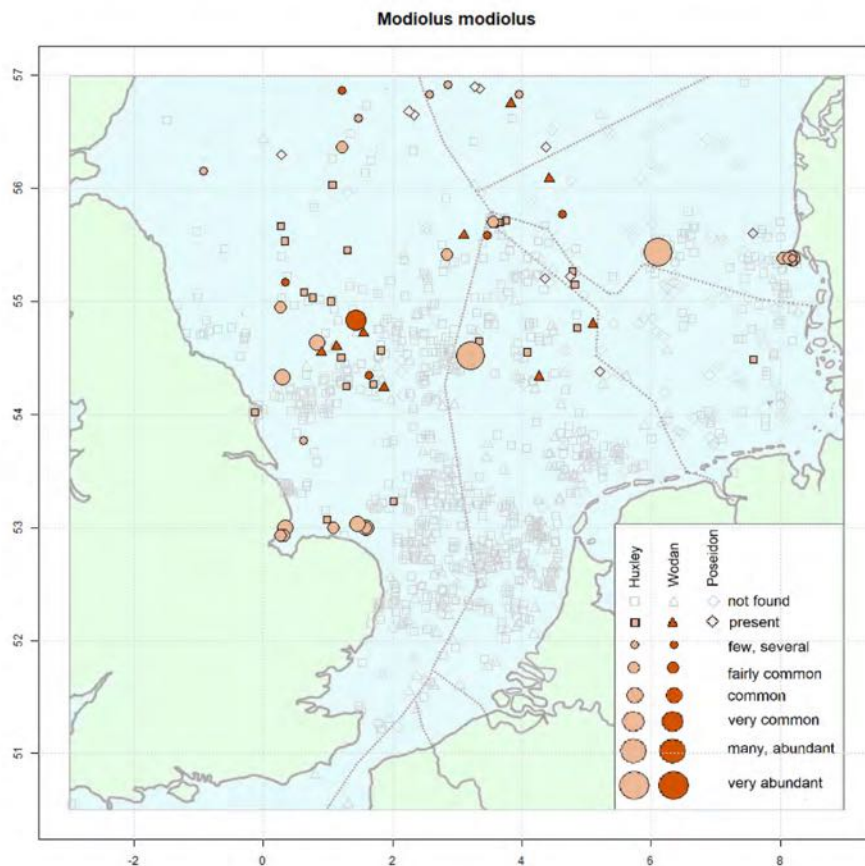 Modiolus modiolus
57
56
55
54
53
52
51
-2
0
2
4
6
8
Huxley
Wodan
Poseidon
not found
present
few, several
fairly common
common
very common
many, abundant
very abundant